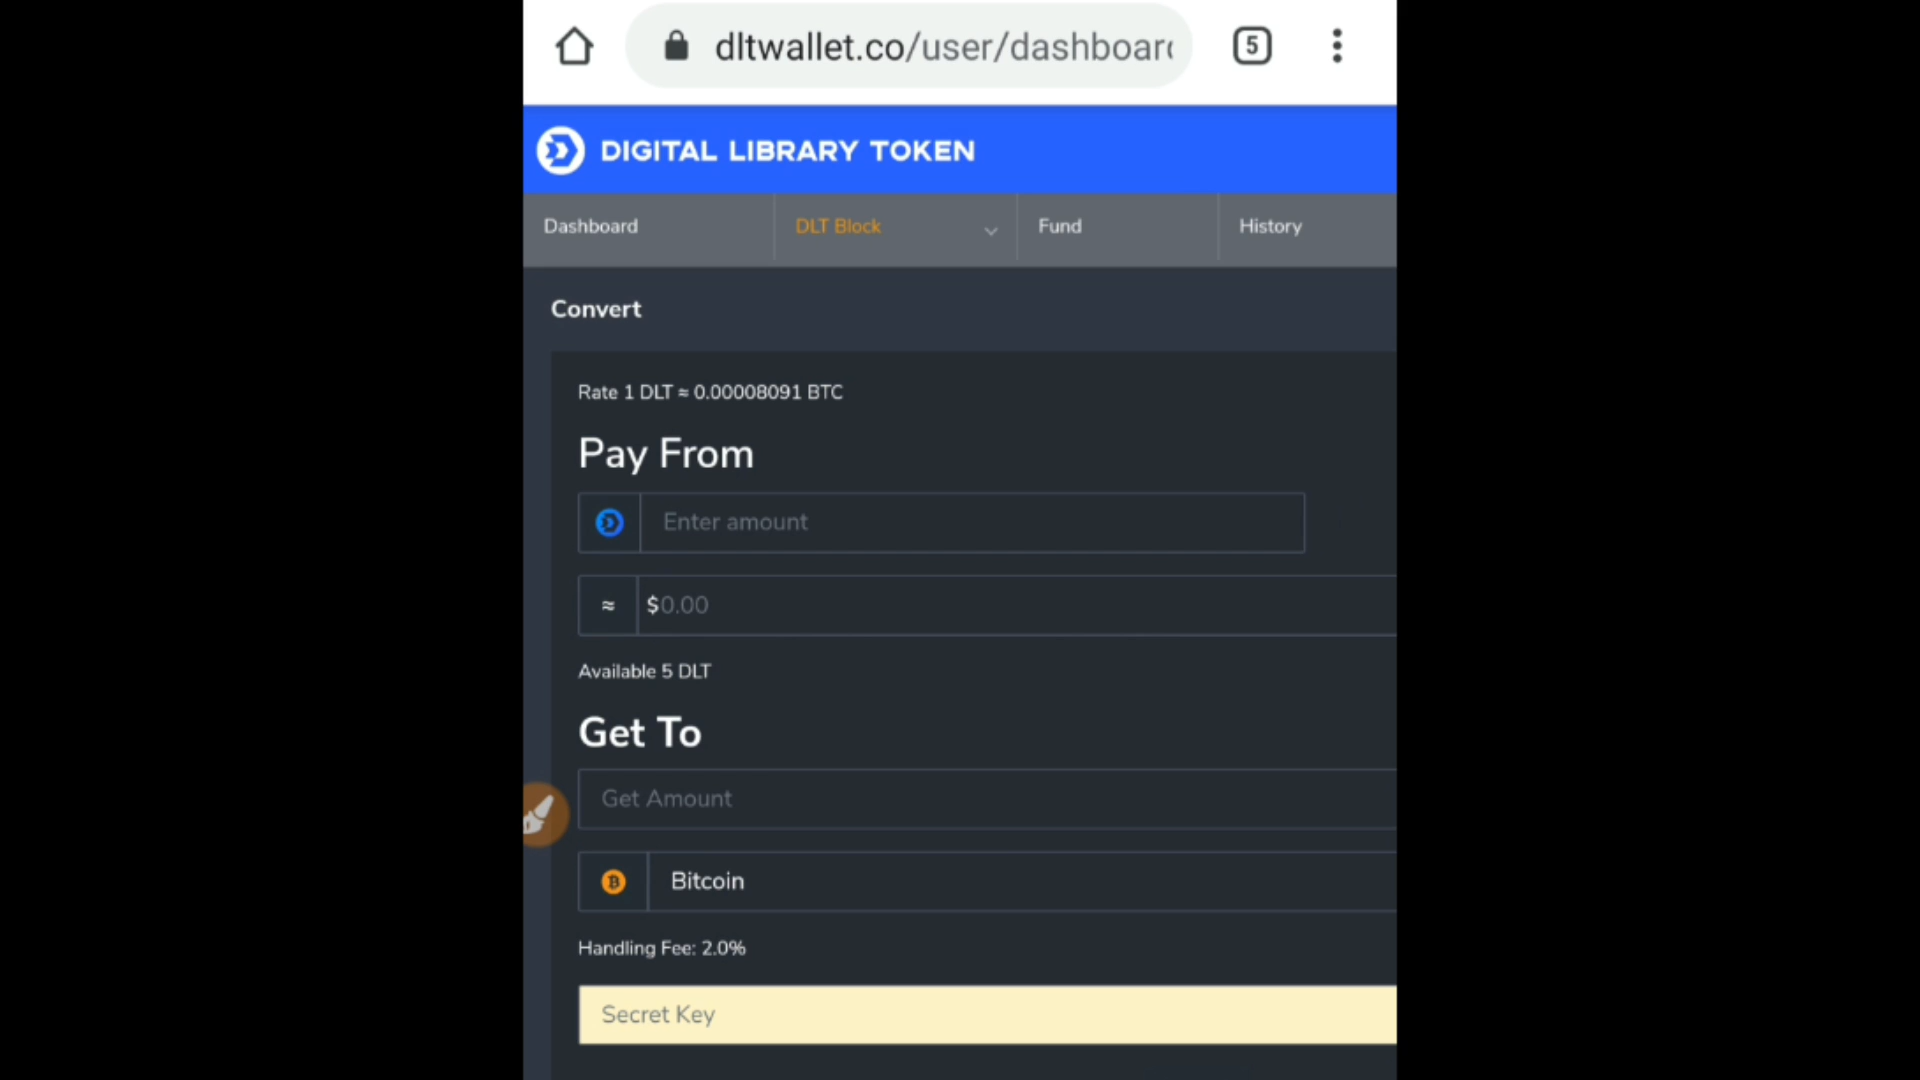 dltwallet.co/user/dashboar
5
DIGITAL LIBRARY TOKEN
Dashboard
DLT Block
Fund
History
Convert
Rate 1 DLT ≈ 0.00008091 BTC
Pay From
Enter amount
≈ $0.00
Available 5 DLT
Get To
Get Amount
Bitcoin
Handling Fee: 2.0%
Secret Key